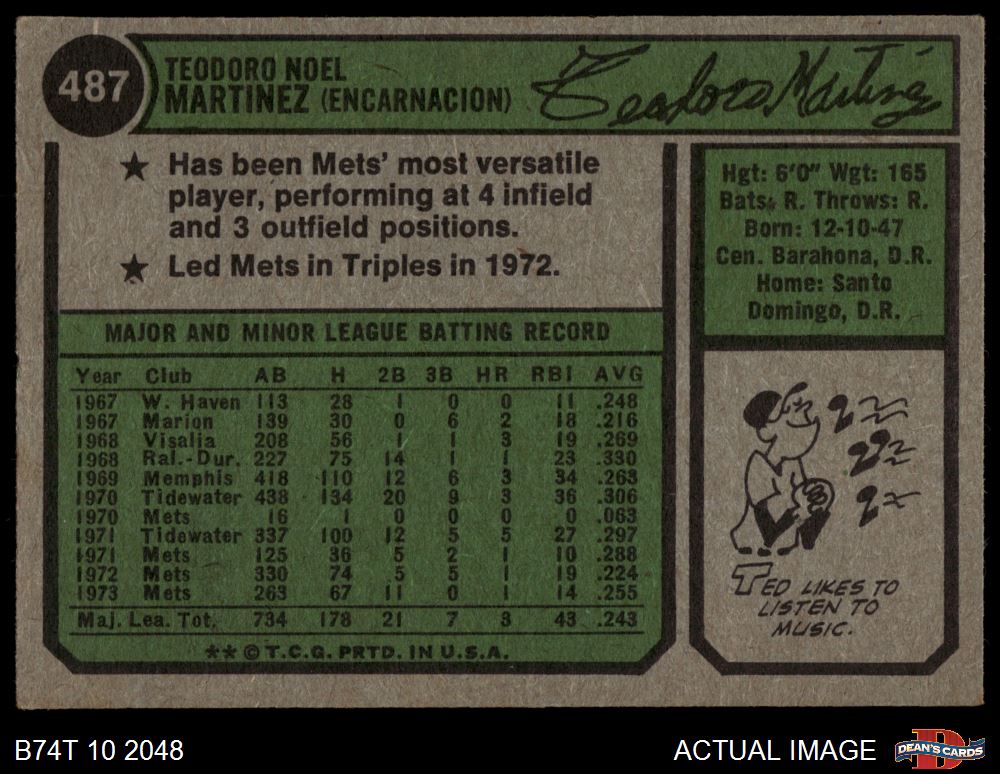 487
TEODORO NOEL
MARTINEZ (ENCARNACION)
Teodoro Martinez
★ Has been Mets' most versatile
player, performing at 4 infield
and 3 outfield positions.
★ Led Mets in Triples in 1972.
Hgt: 6'0" Wgt: 165
Bats: R. Throws: R.
Born: 12-10-47
Cen. Barahona, D.R.
Home: Santo
Domingo, D.R.
MAJOR AND MINOR LEAGUE BATTING RECORD
Year Club AB H 2B 3B HR RBI AVG
1967 W. Haven 113 28 1 0 0 11 .248
1967 Marion 139 30 0 6 2 18 .216
1968 Visalia 208 56 1 1 3 19 .269
1968 Ral.-Dur. 227 75 14 1 1 23 .330
1969 Memphis 418 110 12 6 3 34 .263
1970 Tidewater 438 134 20 9 3 36 .306
1970 Mets 16 1 0 0 0 0 .063
1971 Tidewater 337 100 12 5 5 27 .297
1971 Mets 125 36 5 2 1 10 .288
1972 Mets 330 74 5 5 1 19 .224
1973 Mets 263 67 11 0 1 14 .255
Maj. Lea. Tot. 734 178 21 7 3 43 .243
** © T.C.G. PRTD. IN U.S.A.
TED LIKES TO
LISTEN TO
MUSIC.
B74T 10 2048
ACTUAL IMAGE
DEAN'S CARDS